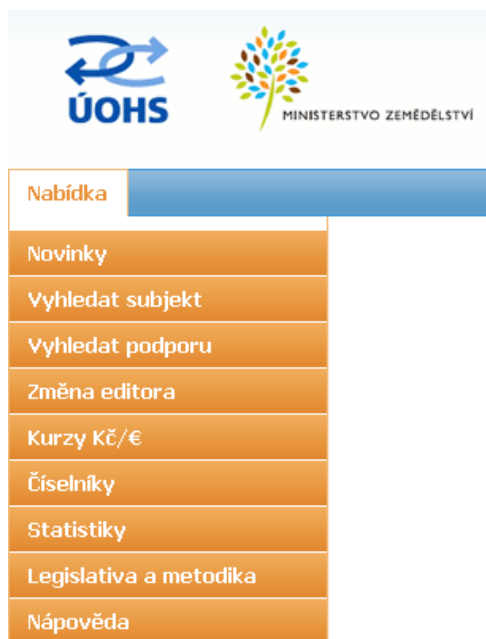 ÚOHS
MINISTERSTVO ZEMĚDĚLSTVÍ
Nabídka
Novinky
Vyhledat subjekt
Vyhledat podporu
Změna editora
Kurzy Kč/€
Číselníky
Statistiky
Legislativa a metodika
Nápověda